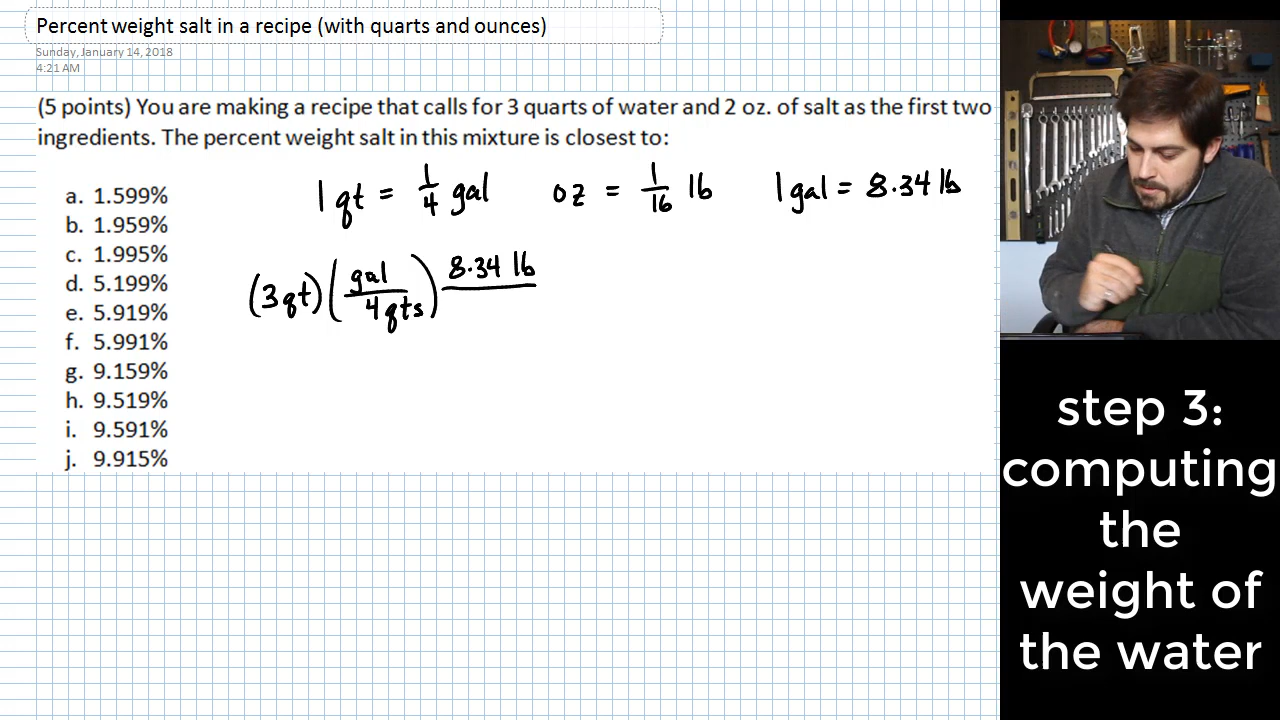 Percent weight salt in a recipe (with quarts and ounces)
Sunday, January 14, 2018
4:21 AM
(5 points) You are making a recipe that calls for 3 quarts of water and 2 oz. of salt as the first two
ingredients. The percent weight salt in this mixture is closest to:
1 qt = 1/4 gal oz = 1/16 lb 1 gal = 8.34 lb
a. 1.599%
b. 1.959%
c. 1.995%
d. 5.199%
e. 5.919%
f. 5.991%
g. 9.159%
h. 9.519%
i. 9.591%
j. 9.915%
(3 qt) (gal / 4 qts) 8.34 lb
step 3:
computing
the
weight of
the water